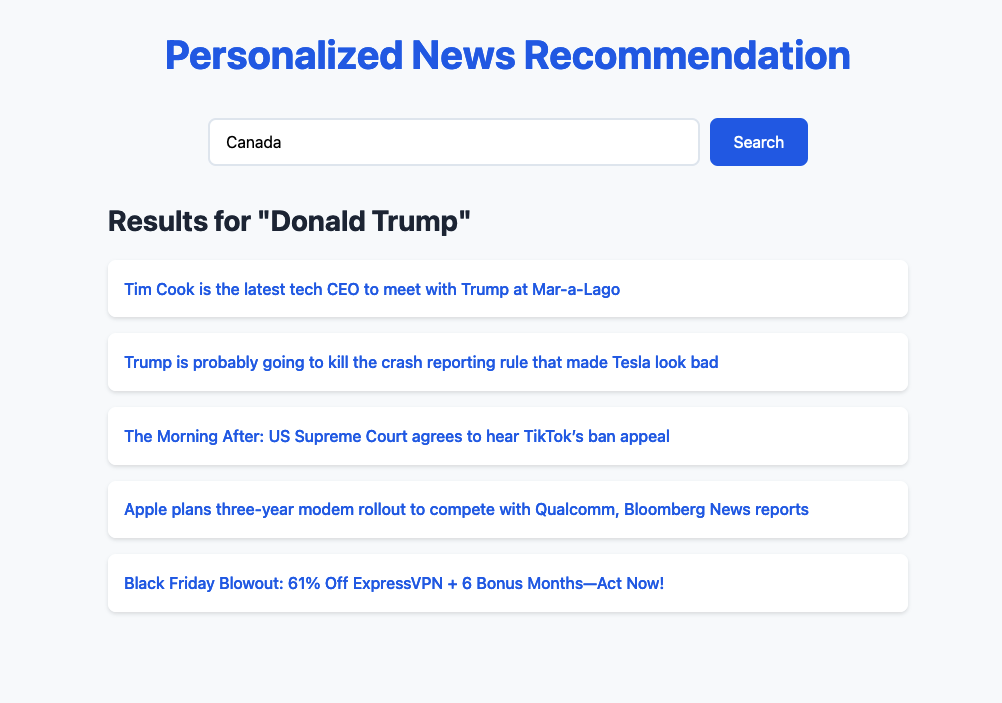 Personalized News Recommendation
Canada
Search
Results for "Donald Trump"
Tim Cook is the latest tech CEO to meet with Trump at Mar-a-Lago
Trump is probably going to kill the crash reporting rule that made Tesla look bad
The Morning After: US Supreme Court agrees to hear TikTok’s ban appeal
Apple plans three-year modem rollout to compete with Qualcomm, Bloomberg News reports
Black Friday Blowout: 61% Off ExpressVPN + 6 Bonus Months—Act Now!